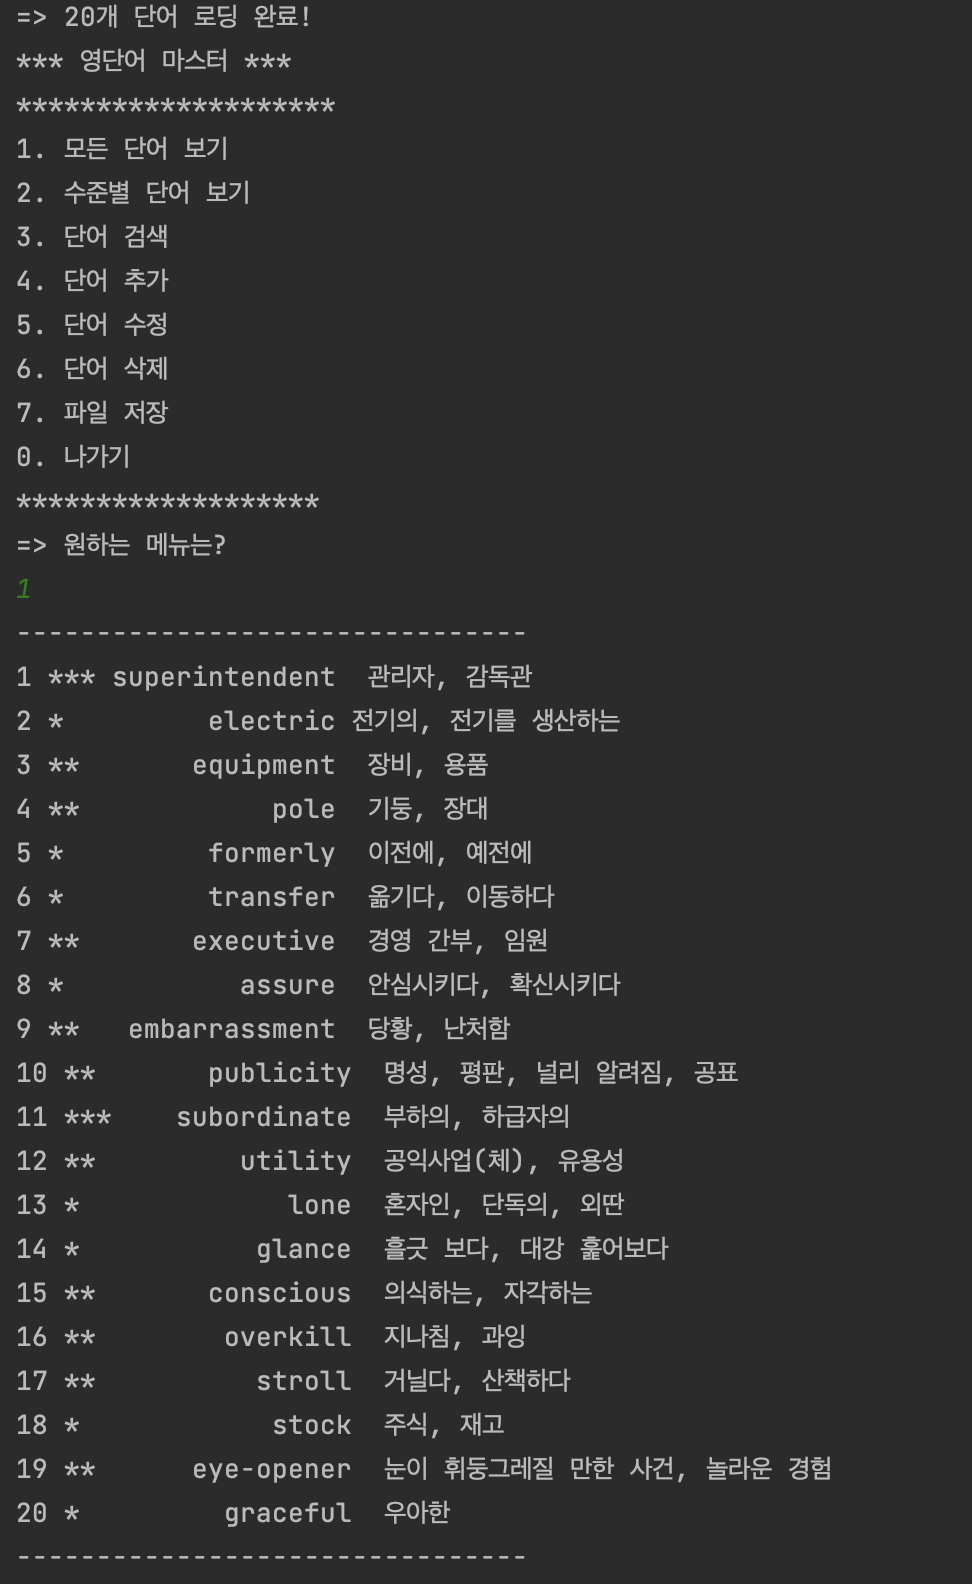 => 20개 단어 로딩 완료!
*** 영단어 마스터 ***
********************
1. 모든 단어 보기
2. 수준별 단어 보기
3. 단어 검색
4. 단어 추가
5. 단어 수정
6. 단어 삭제
7. 파일 저장
0. 나가기
*******************
=> 원하는 메뉴는?
1
--------------------------------
1 *** superintendent  관리자, 감독관
2 *         electric 전기의, 전기를 생산하는
3 **       equipment  장비, 용품
4 **            pole  기둥, 장대
5 *         formerly  이전에, 예전에
6 *         transfer  옮기다, 이동하다
7 **       executive  경영 간부, 임원
8 *           assure  안심시키다, 확신시키다
9 **   embarrassment  당황, 난처함
10 **       publicity  명성, 평판, 널리 알려짐, 공표
11 ***    subordinate  부하의, 하급자의
12 **         utility  공익사업(체), 유용성
13 *             lone  혼자인, 단독의, 외딴
14 *           glance  흘긋 보다, 대강 훑어보다
15 **       conscious  의식하는, 자각하는
16 **        overkill  지나침, 과잉
17 **          stroll  거닐다, 산책하다
18 *            stock  주식, 재고
19 **      eye-opener  눈이 휘둥그레질 만한 사건, 놀라운 경험
20 *         graceful  우아한
--------------------------------